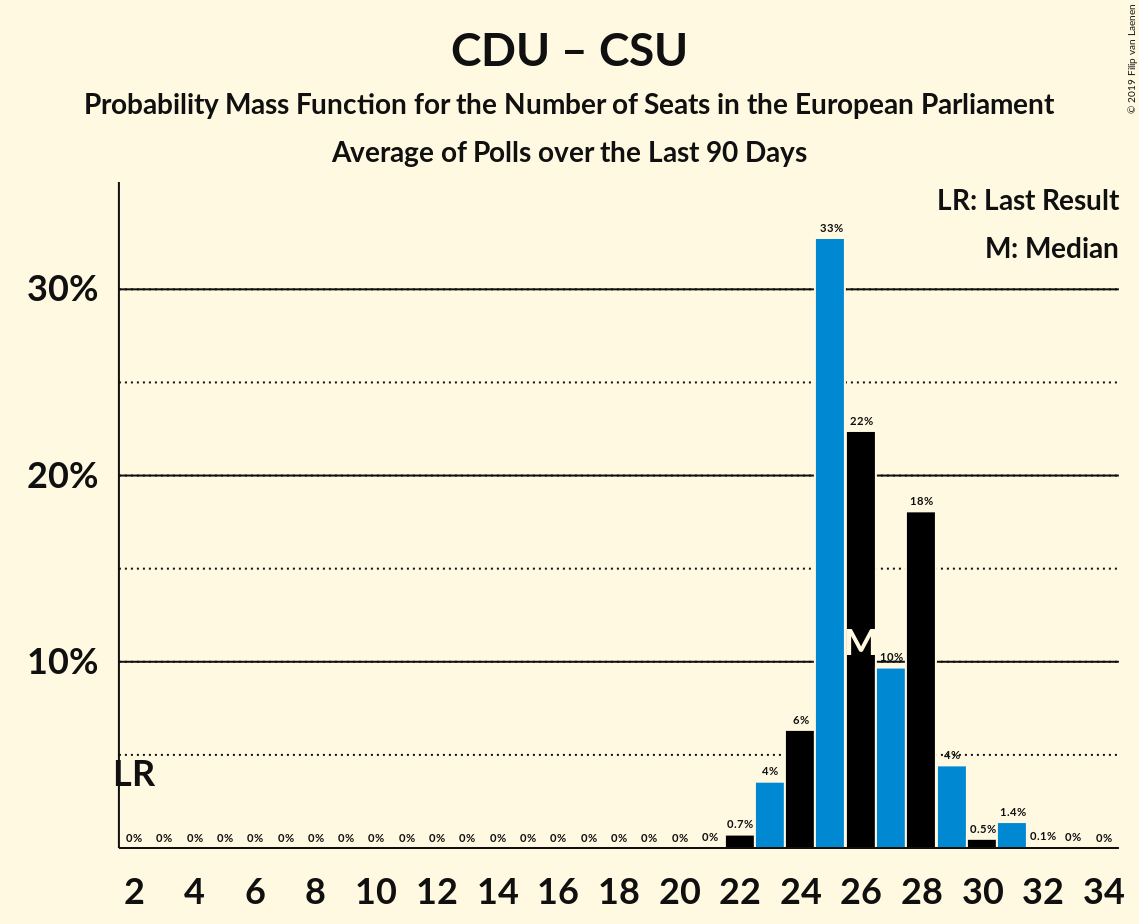 CDU – CSU
Probability Mass Function for the Number of Seats in the European Parliament
Average of Polls over the Last 90 Days
© 2019 Filip van Laenen
LR: Last Result
M: Median
33%
30%
22%
20%
18%
M
10%
10%
6%
4%
4%
LR
1.4%
0.7%
0.5%
0% 0% 0% 0% 0% 0% 0% 0% 0% 0% 0% 0% 0% 0% 0% 0% 0% 0% 0% 0% 0.1% 0% 0%
2 4 6 8 10 12 14 16 18 20 22 24 26 28 30 32 34